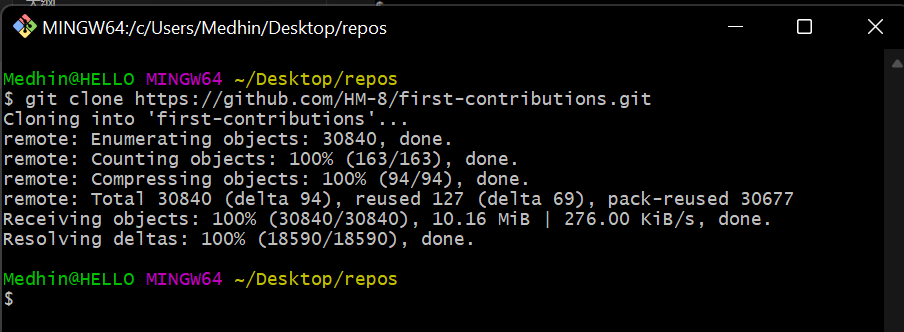 MINGW64:/c/Users/Medhin/Desktop/repos
Medhin@HELLO MINGW64 ~/Desktop/repos
$ git clone https://github.com/HM-8/first-contributions.git
Cloning into 'first-contributions'...
remote: Enumerating objects: 30840, done.
remote: Counting objects: 100% (163/163), done.
remote: Compressing objects: 100% (94/94), done.
remote: Total 30840 (delta 94), reused 127 (delta 69), pack-reused 30677
Receiving objects: 100% (30840/30840), 10.16 MiB | 276.00 KiB/s, done.
Resolving deltas: 100% (18590/18590), done.
Medhin@HELLO MINGW64 ~/Desktop/repos
$